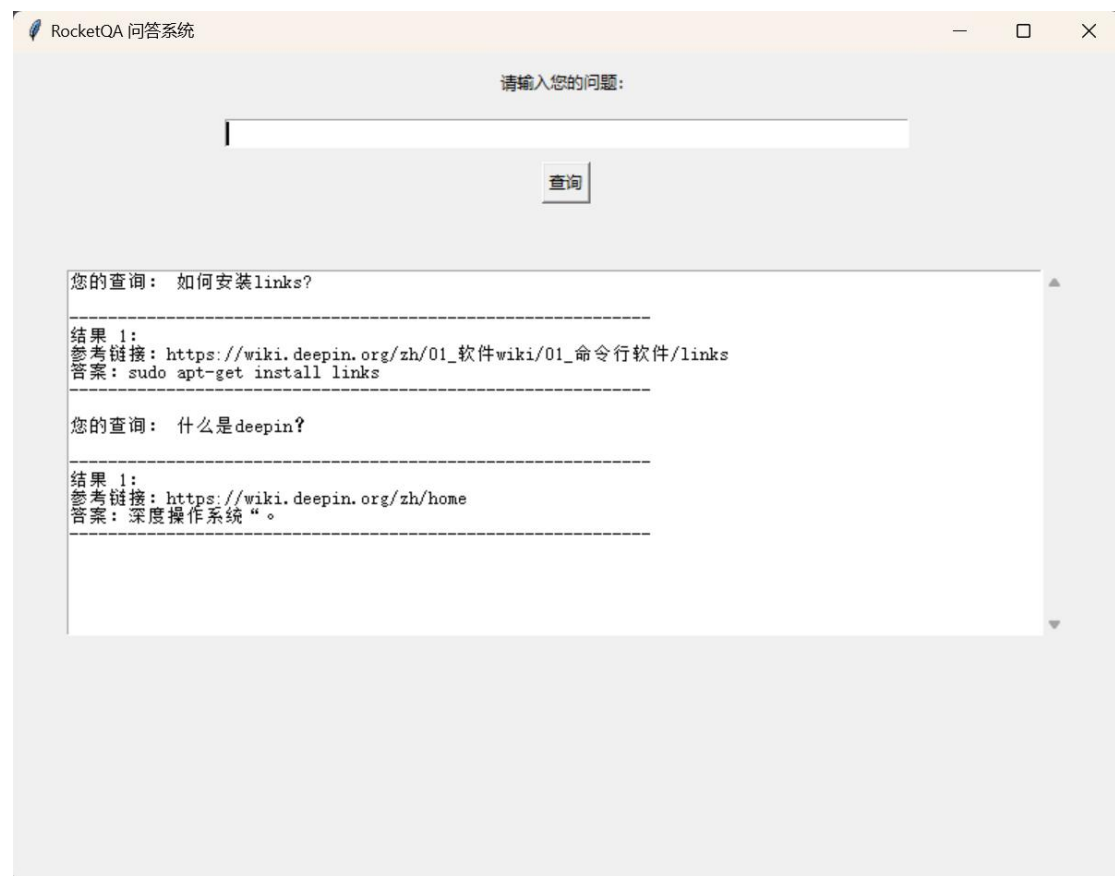 RocketQA 问答系统
请输入您的问题:
查询
您的查询： 如何安装links?
------------------------------------------------------------
结果 1:
参考链接: https://wiki.deepin.org/zh/01_软件wiki/01_命令行软件/links
答案: sudo apt-get install links
------------------------------------------------------------
您的查询： 什么是deepin？
------------------------------------------------------------
结果 1:
参考链接: https://wiki.deepin.org/zh/home
答案: 深度操作系统“。
------------------------------------------------------------